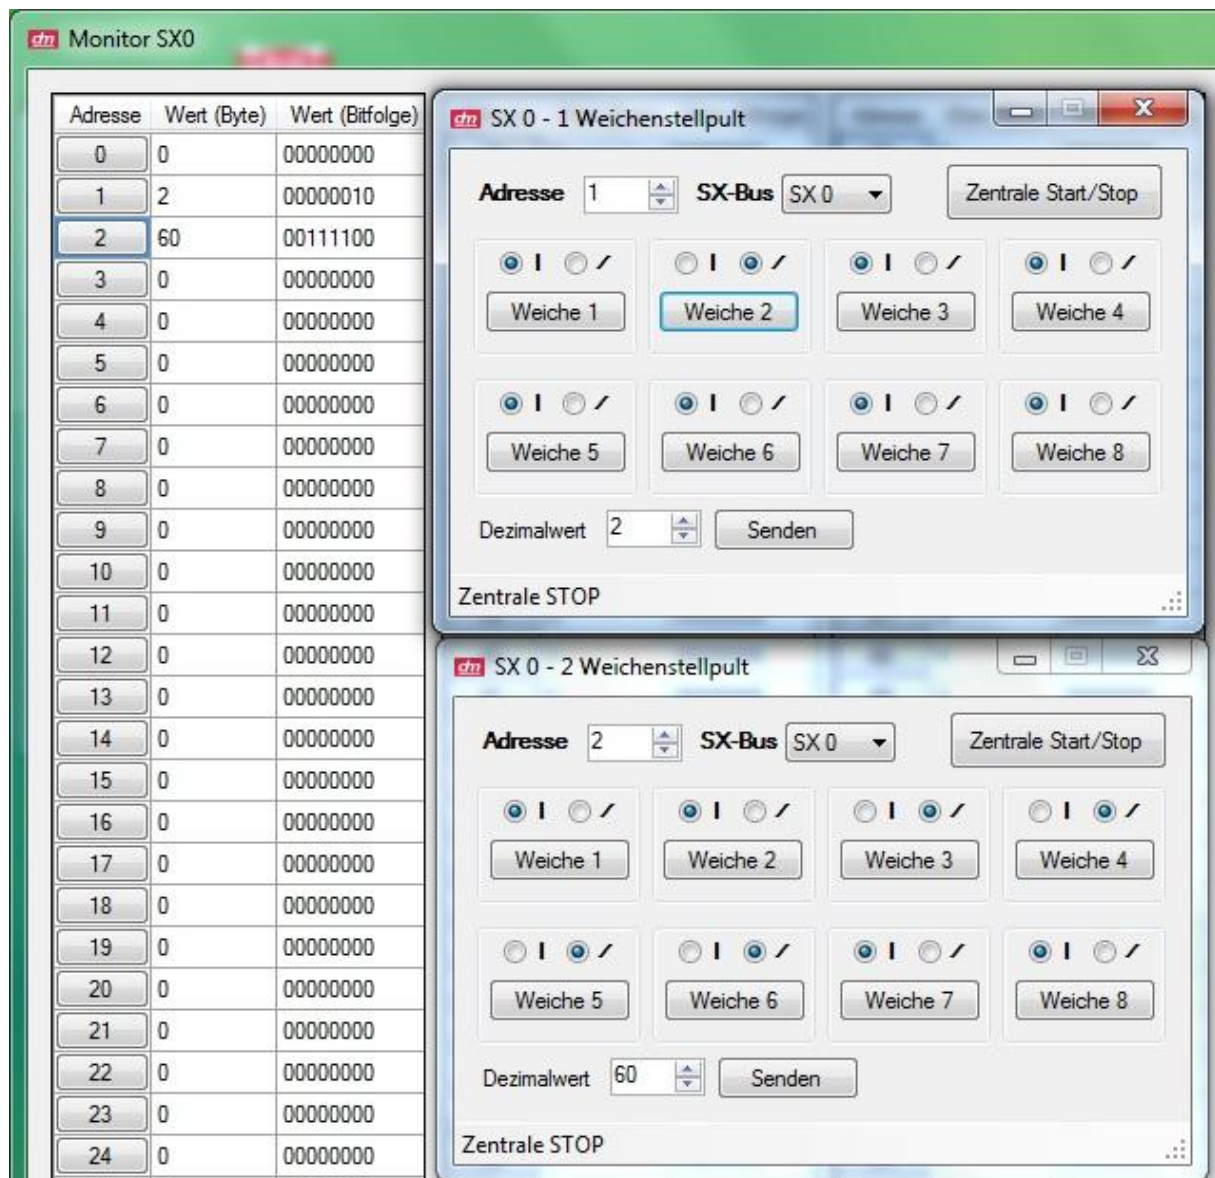 dn Monitor SX0
Adresse Wert (Byte) Wert (Bitfolge)
0 0 00000000
1 2 00000010
2 60 00111100
3 0 00000000
4 0 00000000
5 0 00000000
6 0 00000000
7 0 00000000
8 0 00000000
9 0 00000000
10 0 00000000
11 0 00000000
12 0 00000000
13 0 00000000
14 0 00000000
15 0 00000000
16 0 00000000
17 0 00000000
18 0 00000000
19 0 00000000
20 0 00000000
21 0 00000000
22 0 00000000
23 0 00000000
24 0 00000000
dn SX 0 - 1 Weichenstellpult
Adresse 1 SX-Bus SX 0 Zentrale Start/Stop
I / I / I / I /
Weiche 1 Weiche 2 Weiche 3 Weiche 4
I / I / I / I /
Weiche 5 Weiche 6 Weiche 7 Weiche 8
Dezimalwert 2 Senden
Zentrale STOP
dn SX 0 - 2 Weichenstellpult
Adresse 2 SX-Bus SX 0 Zentrale Start/Stop
I / I / I / I /
Weiche 1 Weiche 2 Weiche 3 Weiche 4
I / I / I / I /
Weiche 5 Weiche 6 Weiche 7 Weiche 8
Dezimalwert 60 Senden
Zentrale STOP